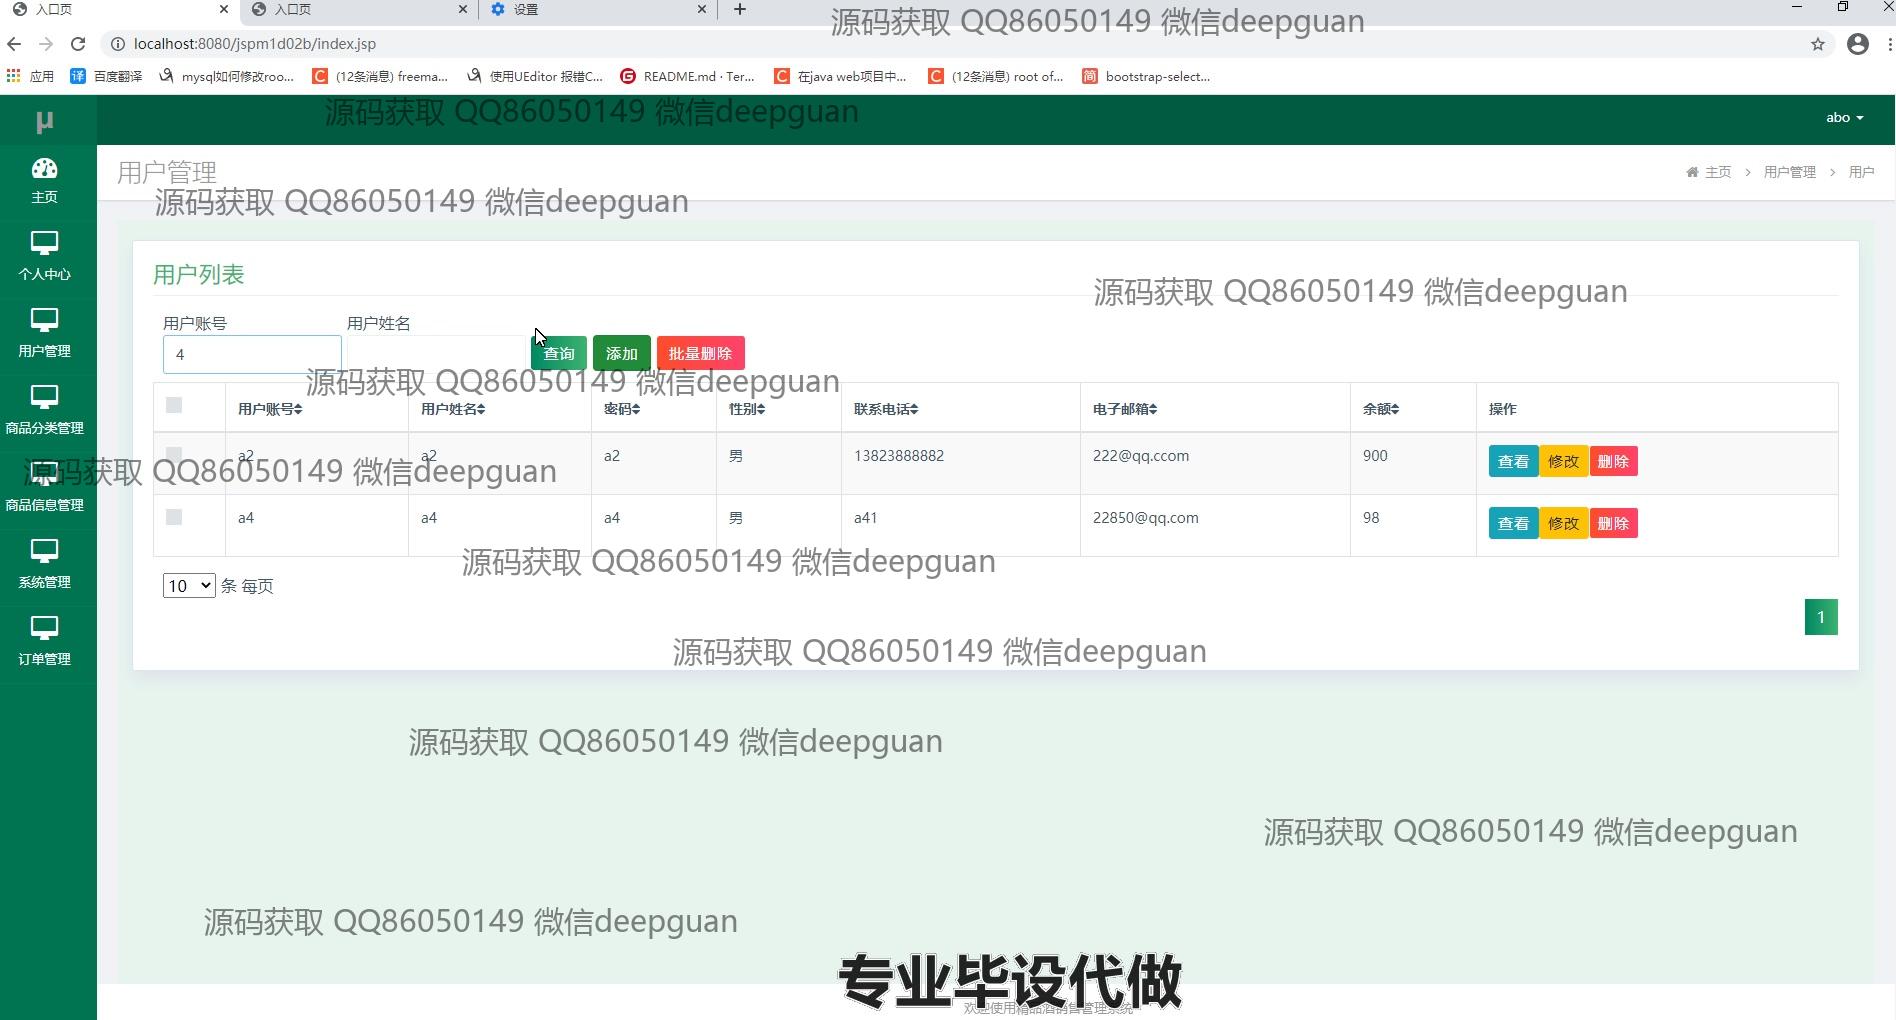 入口页
入口页
设置
源码获取 QQ86050149 微信deepguan
localhost:8080/jspm1d02b/index.jsp
应用
百度翻译
mysql如何修改roo...
(12条消息) freema...
使用UEditor 报错C...
README.md · Ter...
在java web项目中...
(12条消息) root of...
bootstrap-select...
源码获取 QQ86050149 微信deepguan
μ
abo
主页
个人中心
用户管理
商品分类管理
商品信息管理
系统管理
订单管理
用户管理
主页 > 用户管理 > 用户
源码获取 QQ86050149 微信deepguan
用户列表
源码获取 QQ86050149 微信deepguan
用户账号 用户姓名
4 查询 添加 批量删除
源码获取 QQ86050149 微信deepguan
用户账号 用户姓名 密码 性别 联系电话 电子邮箱 余额 操作
a2 a2 a2 男 13823888882 222@qq.ccom 900 查看 修改 删除
源码获取 QQ86050149 微信deepguan
a4 a4 a4 男 a41 22850@qq.com 98 查看 修改 删除
源码获取 QQ86050149 微信deepguan
10 条 每页
1
源码获取 QQ86050149 微信deepguan
源码获取 QQ86050149 微信deepguan
源码获取 QQ86050149 微信deepguan
源码获取 QQ86050149 微信deepguan
专业毕设代做
欢迎使用精品酒销售管理系统